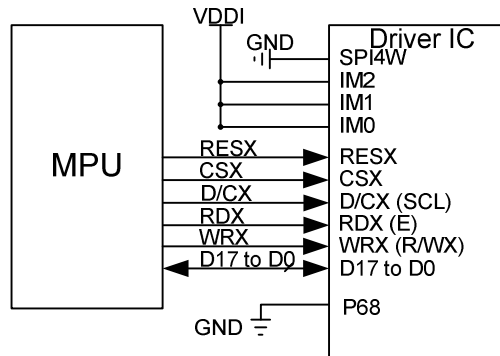 VDDI
GND
Driver IC
SPI4W
IM2
IM1
IM0
MPU
RESX
RESX
CSX
CSX
D/CX
D/CX (SCL)
RDX
RDX (E)
WRX
WRX (R/WX)
D17 to D0
D17 to D0
P68
GND